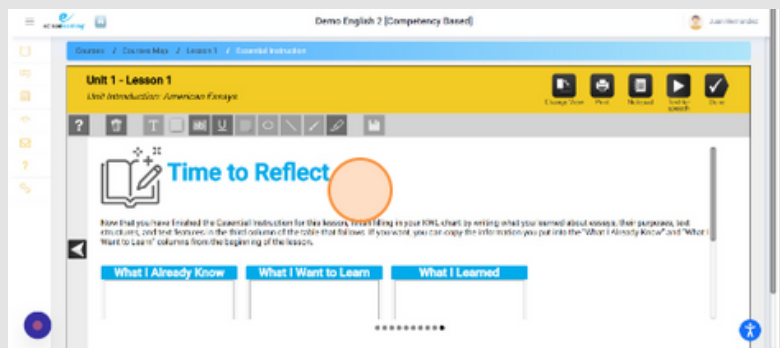 Demo English 2 [Competency Based]
Juan Hernandez
Courses / Courses Map / Lesson 1 / Essential Instruction
Unit 1 - Lesson 1
Unit Introduction: American Essays
Change View Print Notepad Text-to-speech Done
? T abl U
Time to Reflect
Now that you have finished the Essential Instruction for this lesson, finish filling in your KWL chart by writing what you learned about essays, their purposes, text
structures, and text features in the third column of the table that follows. If you want, you can copy the information you put into the "What I Already Know" and "What I
Want to Learn" columns from the beginning of the lesson.
What I Already Know What I Want to Learn What I Learned